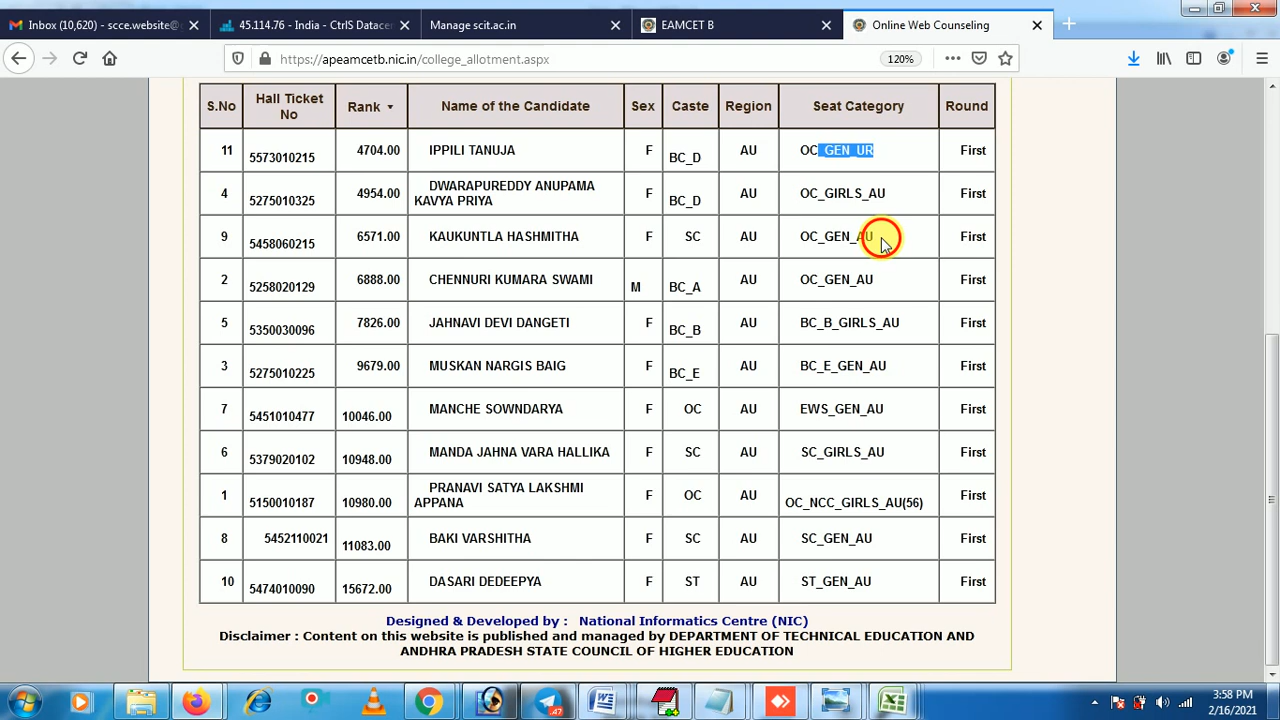 Inbox (10,620) - scce.website@
45.114.76 - India - CtrlS Datacen
Manage scit.ac.in
EAMCET B
Online Web Counseling
https://apeamcetb.nic.in/college_allotment.aspx
120%
S.No Hall Ticket No Rank Name of the Candidate Sex Caste Region Seat Category Round
11 5573010215 4704.00 IPPILI TANUJA F BC_D AU OC_GEN_UR First
4 5275010325 4954.00 DWARAPUREDDY ANUPAMA KAVYA PRIYA F BC_D AU OC_GIRLS_AU First
9 5458060215 6571.00 KAUKUNTLA HASHMITHA F SC AU OC_GEN_AU First
2 5258020129 6888.00 CHENNURI KUMARA SWAMI M BC_A AU OC_GEN_AU First
5 5350030096 7826.00 JAHNAVI DEVI DANGETI F BC_B AU BC_B_GIRLS_AU First
3 5275010225 9679.00 MUSKAN NARGIS BAIG F BC_E AU BC_E_GEN_AU First
7 5451010477 10046.00 MANCHE SOWNDARYA F OC AU EWS_GEN_AU First
6 5379020102 10948.00 MANDA JAHNA VARA HALLIKA F SC AU SC_GIRLS_AU First
1 5150010187 10980.00 PRANAVI SATYA LAKSHMI APPANA F OC AU OC_NCC_GIRLS_AU(56) First
8 5452110021 11083.00 BAKI VARSHITHA F SC AU SC_GEN_AU First
10 5474010090 15672.00 DASARI DEDEEPYA F ST AU ST_GEN_AU First
Designed & Developed by : National Informatics Centre (NIC)
Disclaimer : Content on this website is published and managed by DEPARTMENT OF TECHNICAL EDUCATION AND
ANDHRA PRADESH STATE COUNCIL OF HIGHER EDUCATION
3:58 PM
2/16/2021